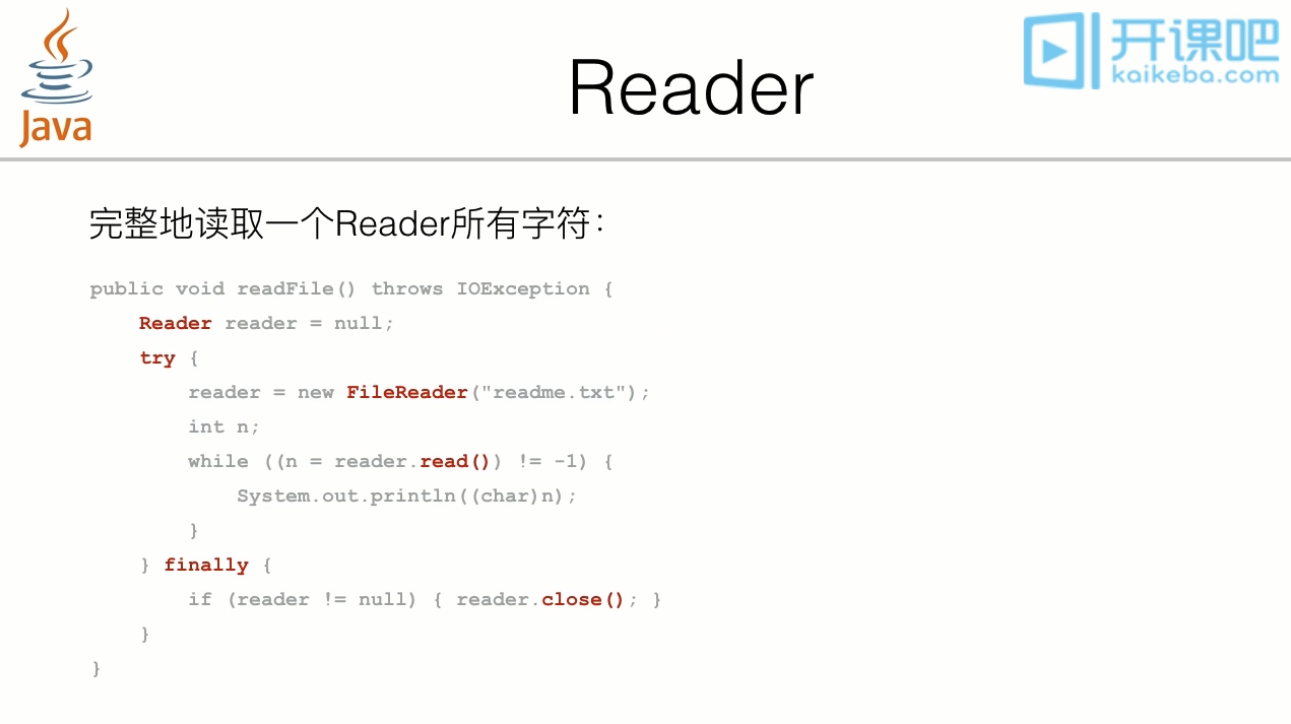 Java
Reader
开课吧
kaikeba.com
完整地读取一个Reader所有字符：
public void readFile() throws IOException {
    Reader reader = null;
    try {
        reader = new FileReader("readme.txt");
        int n;
        while ((n = reader.read()) != -1) {
            System.out.println((char)n);
        }
    } finally {
        if (reader != null) { reader.close(); }
    }
}